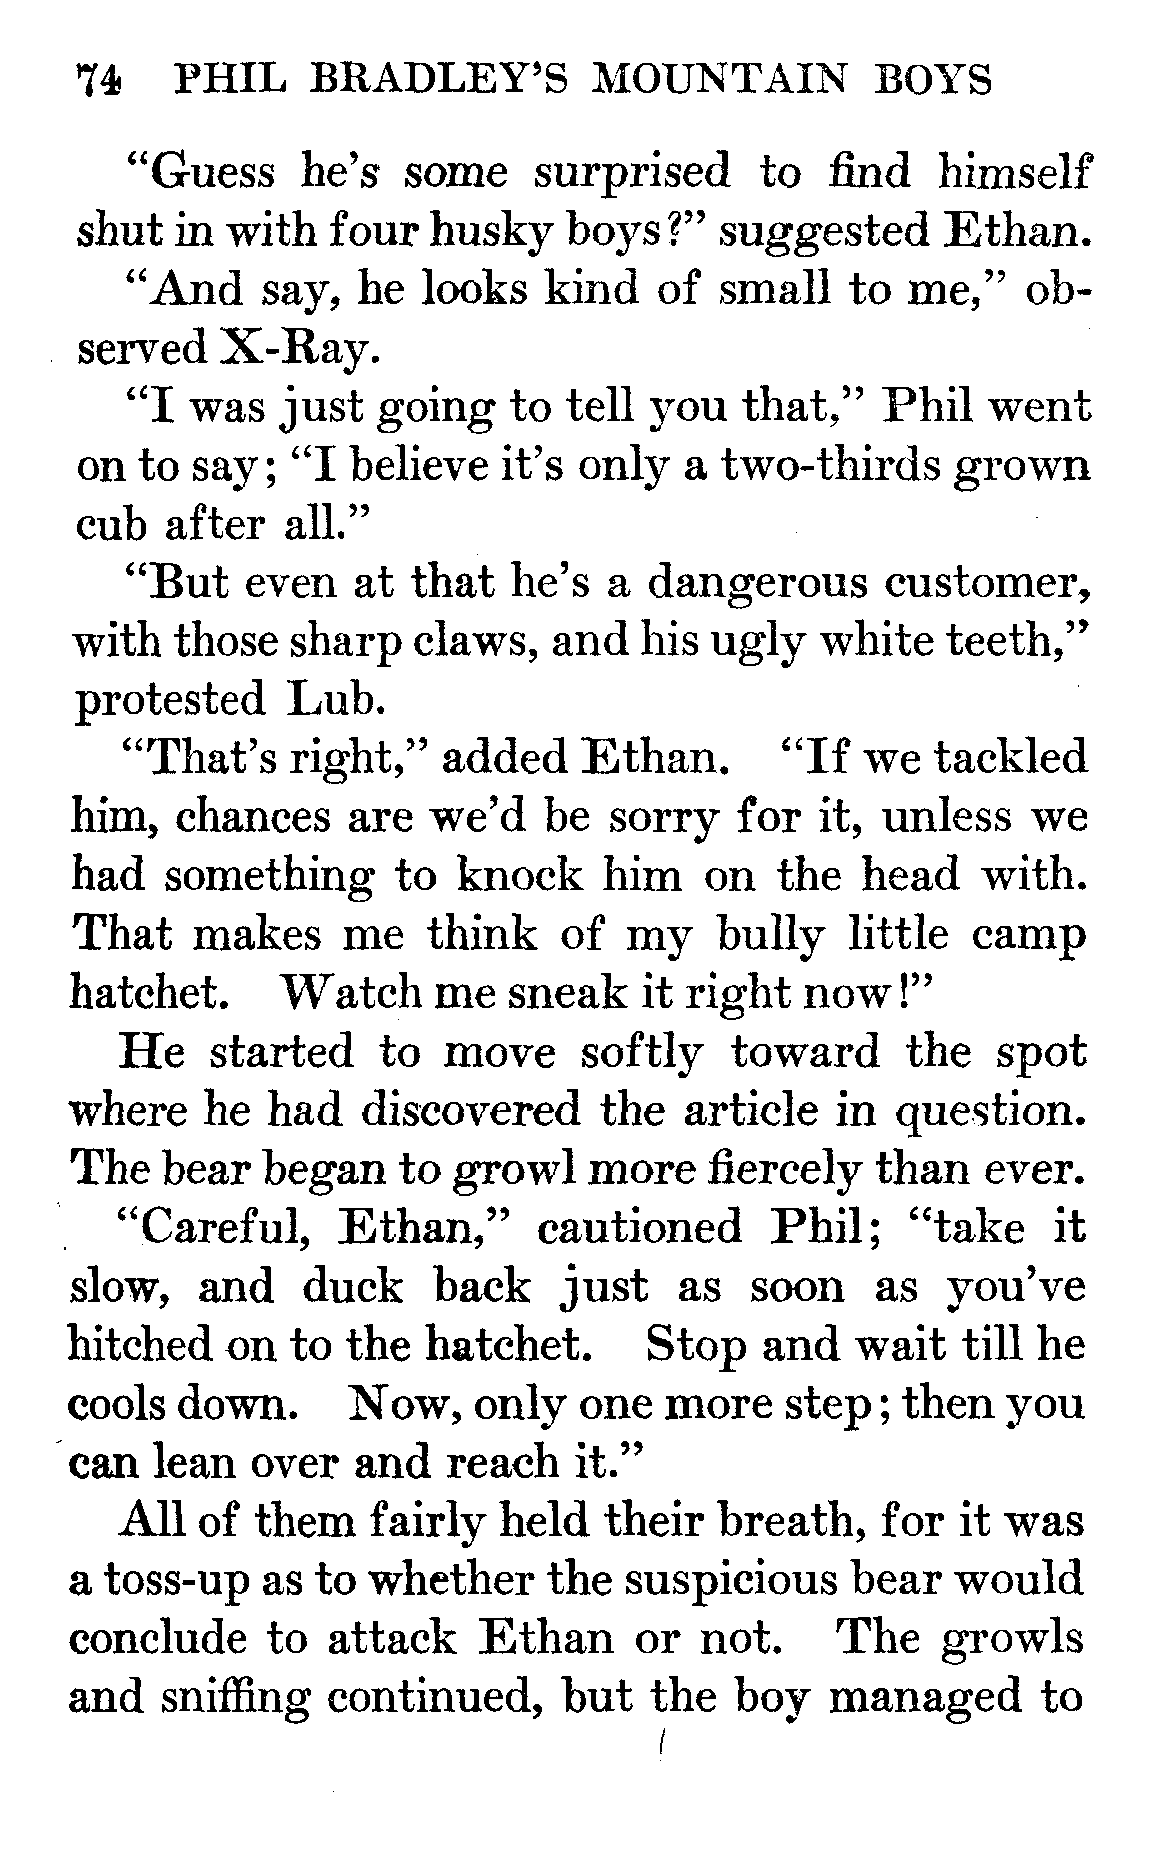 74 PHIL BRADLEY'S MOUNTAIN BOYS
"Guess he's some surprised to find himself
shut in with four husky boys?" suggested Ethan.
"And say, he looks kind of small to me," ob-
served X-Ray.
"I was just going to tell you that," Phil went
on to say; "I believe it's only a two-thirds grown
cub after all."
"But even at that he's a dangerous customer,
with those sharp claws, and his ugly white teeth,"
protested Lub.
"That's right," added Ethan. "If we tackled
him, chances are we'd be sorry for it, unless we
had something to knock him on the head with.
That makes me think of my bully little camp
hatchet. Watch me sneak it right now!"
He started to move softly toward the spot
where he had discovered the article in question.
The bear began to growl more fiercely than ever.
"Careful, Ethan," cautioned Phil; "take it
slow, and duck back just as soon as you've
hitched on to the hatchet. Stop and wait till he
cools down. Now, only one more step; then you
can lean over and reach it."
All of them fairly held their breath, for it was
a toss-up as to whether the suspicious bear would
conclude to attack Ethan or not. The growls
and sniffing continued, but the boy managed to